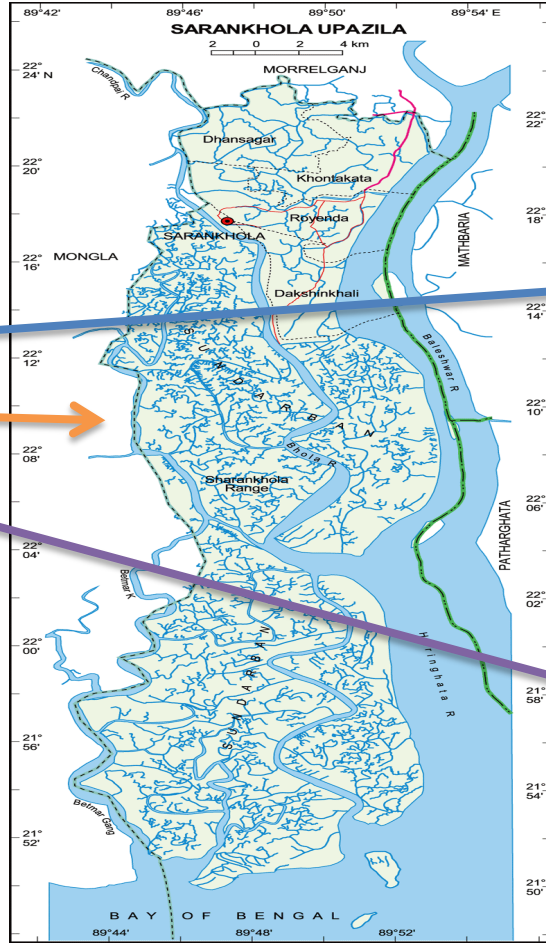 89°42' 89°46' 89°50' 89°54' E
SARANKHOLA UPAZILA
2 0 2 4 km
MORRELGANJ
22°
24' N
Chandpai R
22°
22'
Dhansagar
22°
20'
Khontakata
22°
18'
Royenda
SARANKHOLA
MATHBARIA
MONGLA
22°
16'
Dakshinkhali
22°
14'
SUNDARBAN
22°
12'
Baleshwar R
22°
10'
22°
08'
Bhola R
Sharankhola
Range
22°
06'
22°
04'
PATHARGHATA
Betmar K
22°
02'
22°
00'
SUNDARBAN
Haringhata R
21°
58'
21°
56'
21°
54'
Betmar Gang
21°
52'
21°
50'
BAY OF BENGAL
89°44' 89°48' 89°52'